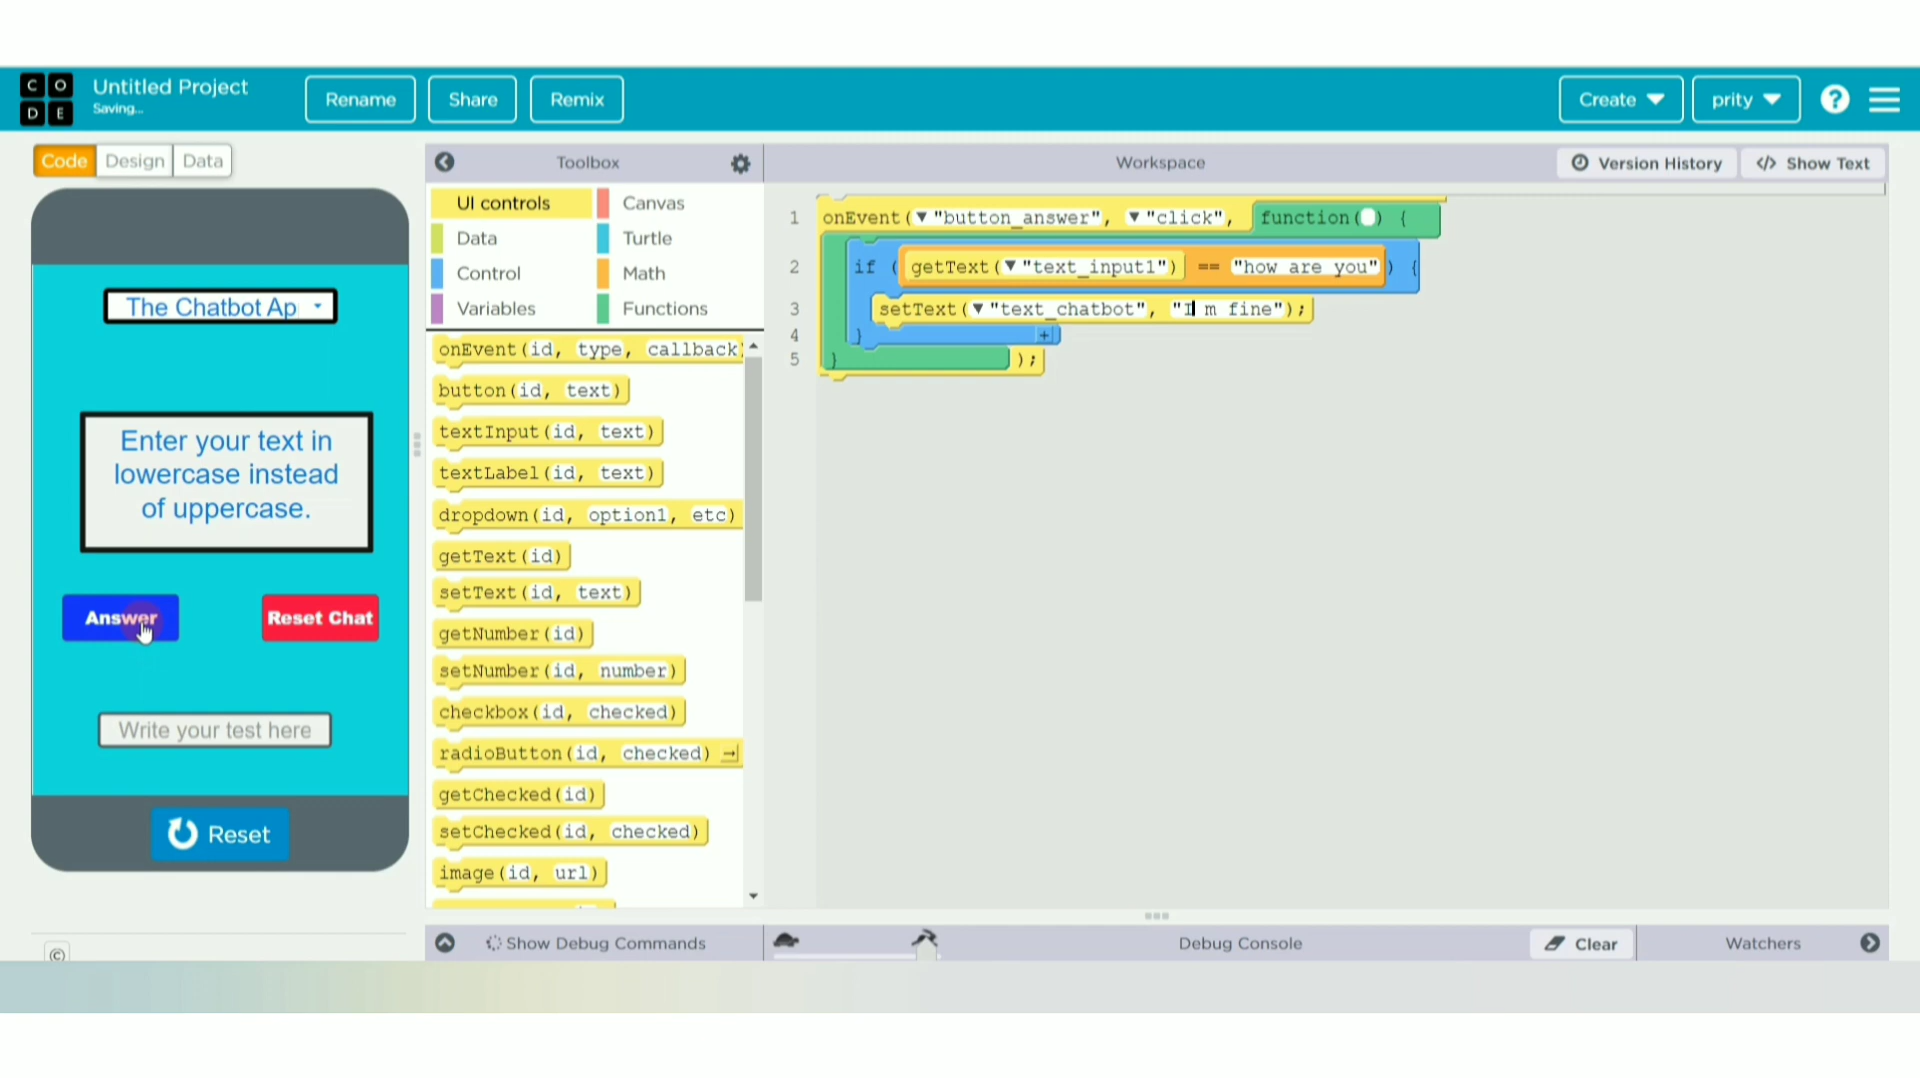 CODE
Untitled Project
Saving...
Rename
Share
Remix
Create
prity
?
Code
Design
Data
Toolbox
Workspace
Version History
</> Show Text
UI controls
Canvas
Data
Turtle
Control
Math
Variables
Functions
onEvent(id, type, callback)
button(id, text)
textInput(id, text)
textLabel(id, text)
dropdown(id, option1, etc)
getText(id)
setText(id, text)
getNumber(id)
setNumber(id, number)
checkbox(id, checked)
radioButton(id, checked)
getChecked(id)
setChecked(id, checked)
image(id, url)
1 onEvent(▼"button_answer", ▼"click", function() {
2 if (getText(▼"text_input1") == "how are you") {
3 setText(▼"text_chatbot", "I m fine");
4 } +
5 } );
The Chatbot Ap
Enter your text in
lowercase instead
of uppercase.
Answer
Reset Chat
Write your test here
Reset
©
Show Debug Commands
Debug Console
Clear
Watchers